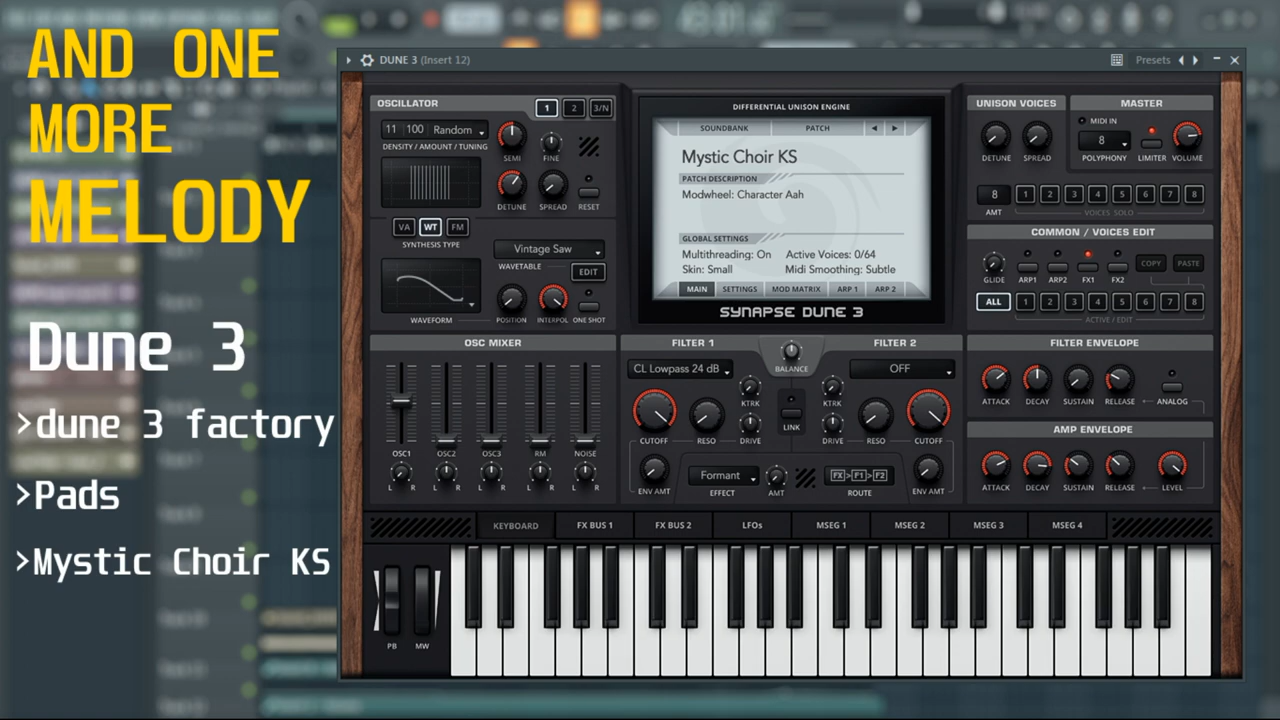 AND ONE
MORE
MELODY
Dune 3
>dune 3 factory
>Pads
>Mystic Choir KS
DUNE 3 (Insert 12)
Presets
OSCILLATOR
1 2 3/N
11 100 Random
DENSITY / AMOUNT / TUNING
SEMI FINE
DETUNE SPREAD RESET
VA WT FM
SYNTHESIS TYPE
Vintage Saw
WAVETABLE EDIT
WAVEFORM
POSITION INTERPOL ONE SHOT
DIFFERENTIAL UNISON ENGINE
SOUNDBANK PATCH
Mystic Choir KS
PATCH DESCRIPTION
Modwheel: Character Aah
GLOBAL SETTINGS
Multithreading: On Active Voices: 0/64
Skin: Small Midi Smoothing: Subtle
MAIN SETTINGS MOD MATRIX ARP 1 ARP 2
SYNAPSE DUNE 3
UNISON VOICES
DETUNE SPREAD
MASTER
MIDI IN
8
POLYPHONY LIMITER VOLUME
8 1 2 3 4 5 6 7 8
AMT VOICES SOLO
COMMON / VOICES EDIT
GLIDE ARP1 ARP2 FX1 FX2 COPY PASTE
ALL 1 2 3 4 5 6 7 8
ACTIVE / EDIT
OSC MIXER
OSC1 OSC2 OSC3 RM NOISE
L R L R L R L R L R
FILTER 1
CL Lowpass 24 dB
CUTOFF RESO KTRK DRIVE
BALANCE
LINK
FILTER 2
OFF
KTRK DRIVE RESO CUTOFF
ENV AMT
Formant
EFFECT AMT
FX>F1>F2
ROUTE
ENV AMT
FILTER ENVELOPE
ATTACK DECAY SUSTAIN RELEASE ANALOG
AMP ENVELOPE
ATTACK DECAY SUSTAIN RELEASE LEVEL
KEYBOARD FX BUS 1 FX BUS 2 LFOs MSEG 1 MSEG 2 MSEG 3 MSEG 4
PB MW